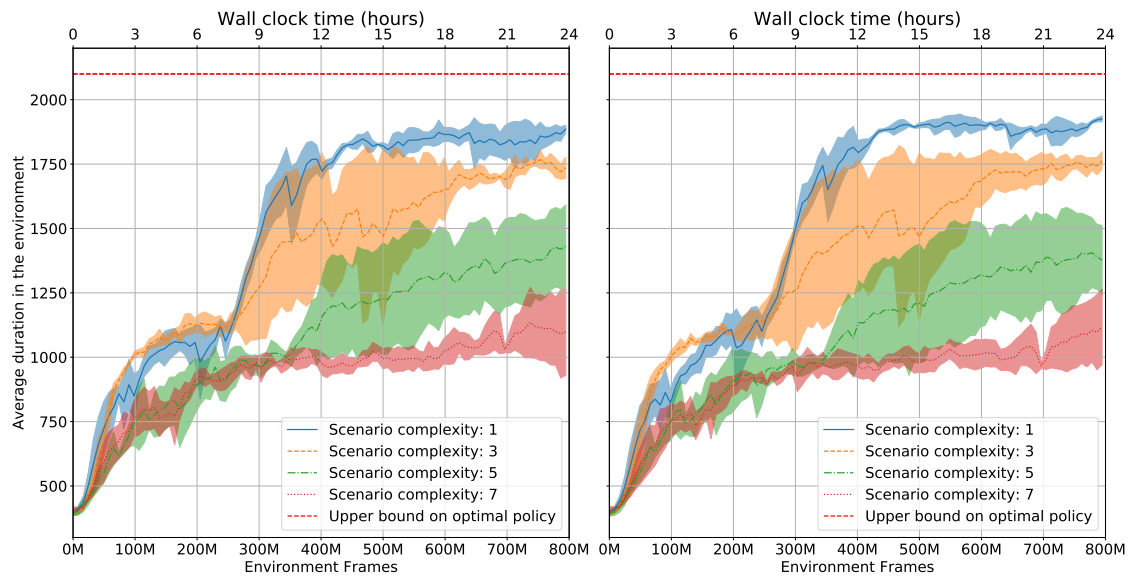 Wall clock time (hours)
0 3 6 9 12 15 18 21 24
Average duration in the environment
2000
1750
1500
1250
1000
750
500
Scenario complexity: 1
Scenario complexity: 3
Scenario complexity: 5
Scenario complexity: 7
Upper bound on optimal policy
0M 100M 200M 300M 400M 500M 600M 700M 800M
Environment Frames
Wall clock time (hours)
0 3 6 9 12 15 18 21 24
Scenario complexity: 1
Scenario complexity: 3
Scenario complexity: 5
Scenario complexity: 7
Upper bound on optimal policy
0M 100M 200M 300M 400M 500M 600M 700M 800M
Environment Frames